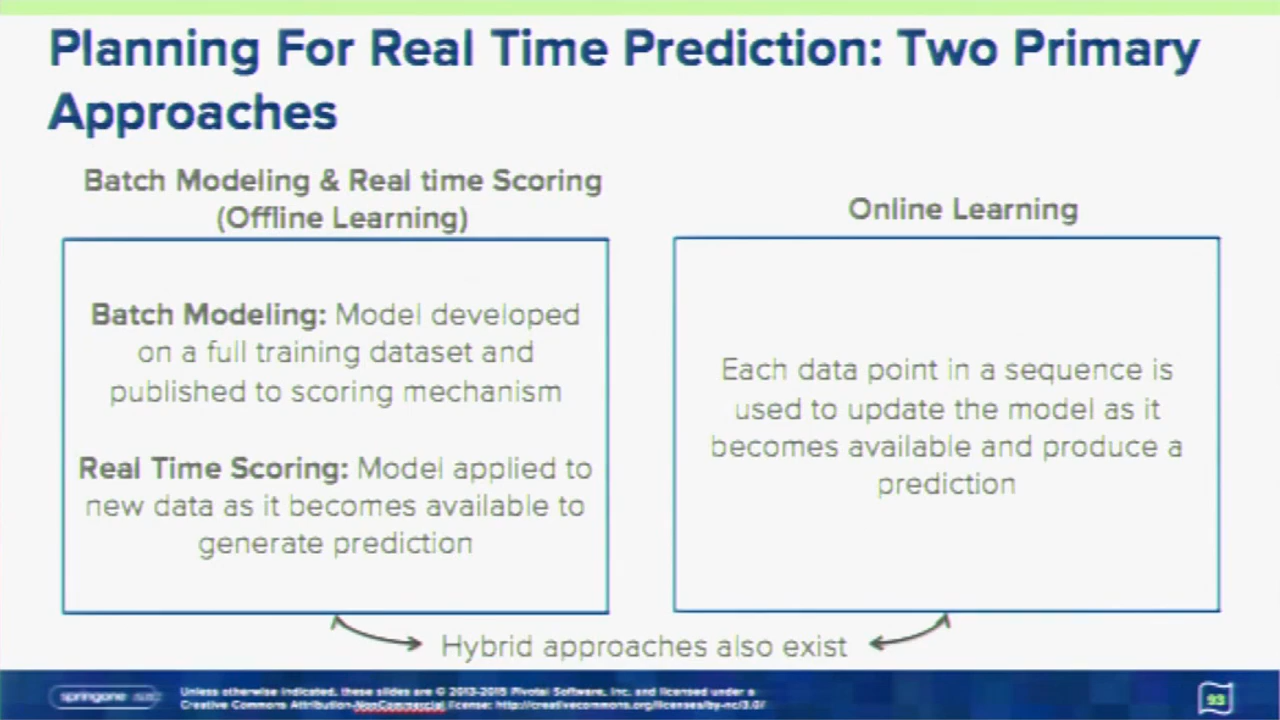 Planning For Real Time Prediction: Two Primary
Approaches
Batch Modeling & Real time Scoring
(Offline Learning)
Batch Modeling: Model developed
on a full training dataset and
published to scoring mechanism
Real Time Scoring: Model applied to
new data as it becomes available to
generate prediction
Online Learning
Each data point in a sequence is
used to update the model as it
becomes available and produce a
prediction
Hybrid approaches also exist
springone
Unless otherwise indicated, these slides are © 2013-2015 Pivotal Software, Inc. and licensed under a
Creative Commons Attribution-NonCommercial license: http://creativecommons.org/licenses/by-nc/3.0/
93